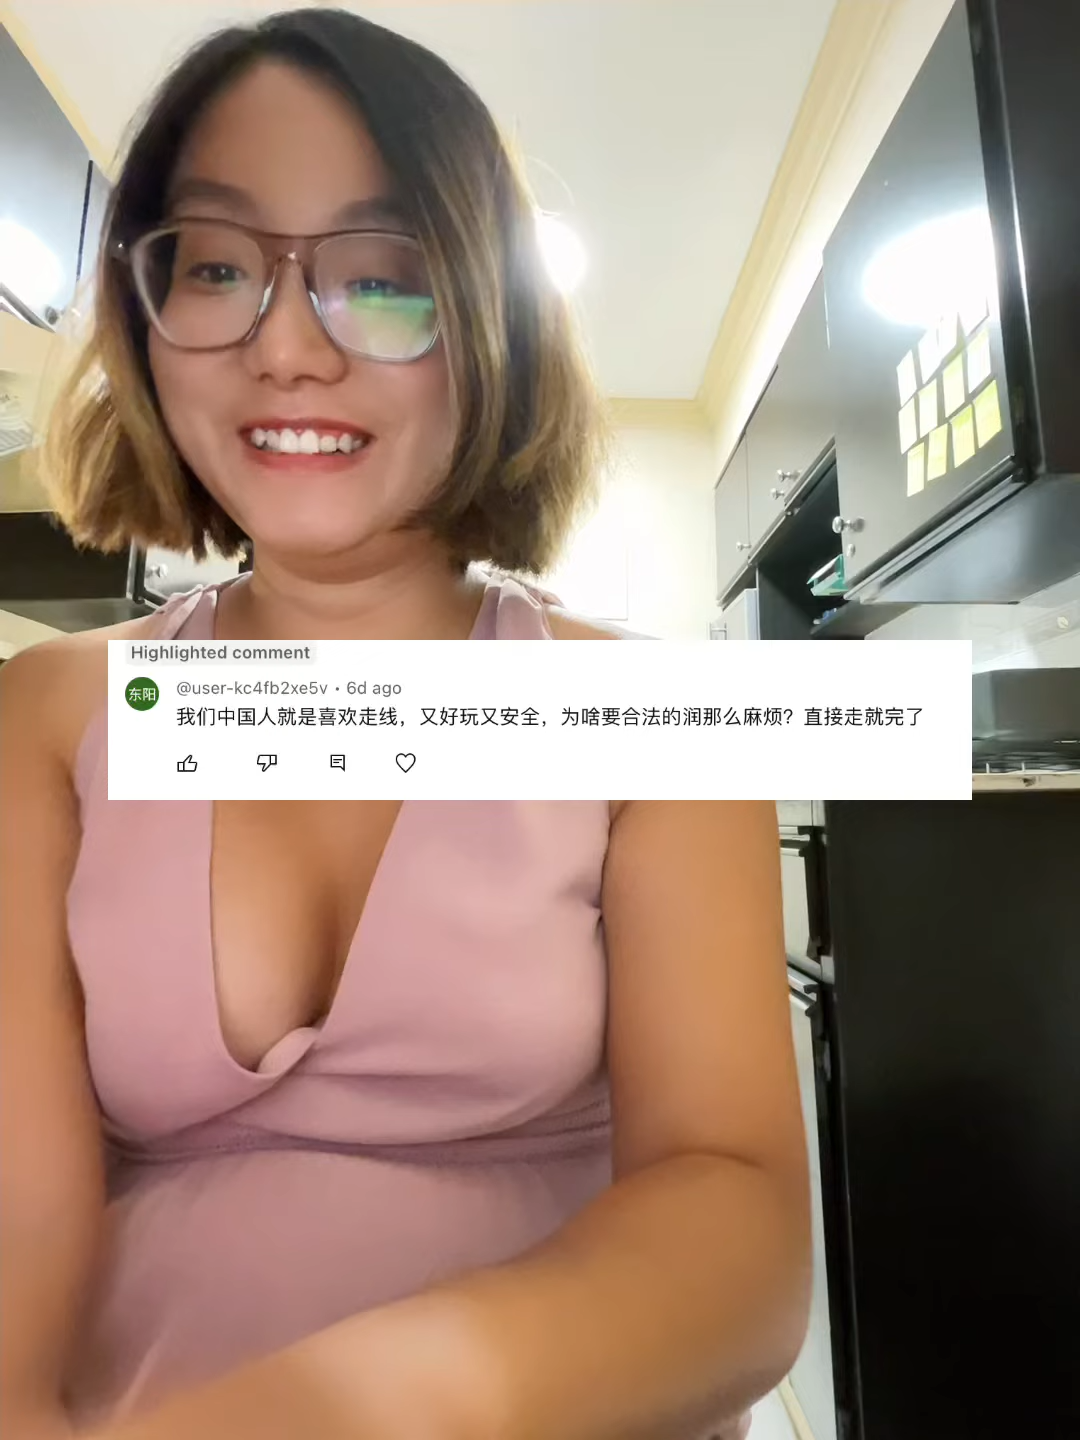 Highlighted comment
东阳
@user-kc4fb2xe5v • 6d ago
我们中国人就是喜欢走线，又好玩又安全，为啥要合法的润那么麻烦？直接走就完了